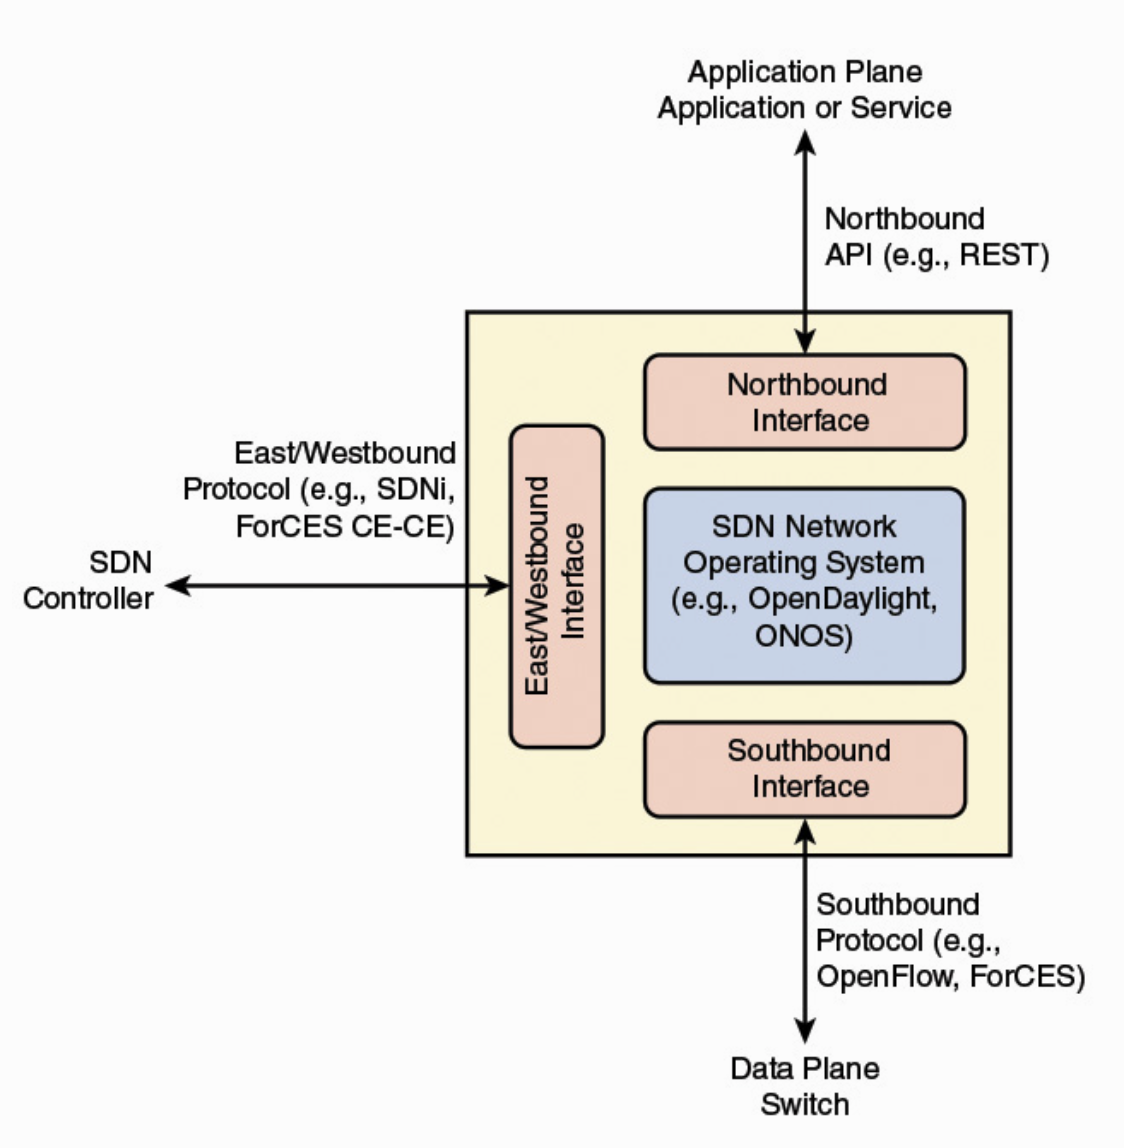 Application Plane
Application or Service
Northbound
API (e.g., REST)
Northbound
Interface
East/Westbound
Protocol (e.g., SDNi,
ForCES CE-CE)
SDN
Controller
East/Westbound
Interface
SDN Network
Operating System
(e.g., OpenDaylight,
ONOS)
Southbound
Interface
Southbound
Protocol (e.g.,
OpenFlow, ForCES)
Data Plane
Switch